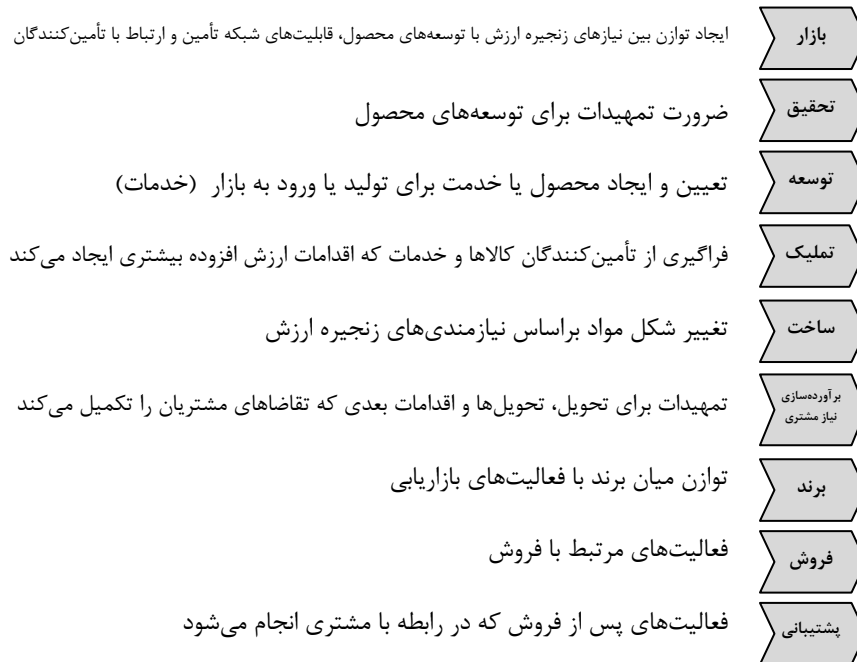 بازار
ایجاد توازن بین نیازهای زنجیره ارزش با توسعه‌های محصول، قابلیت‌های شبکه تأمین و ارتباط با تأمین‌کنندگان
تحقیق
ضرورت تمهیدات برای توسعه‌های محصول
توسعه
تعیین و ایجاد محصول یا خدمت برای تولید یا ورود به بازار (خدمات)
تملیک
فراگیری از تأمین‌کنندگان کالاها و خدمات که اقدامات ارزش افزوده بیشتری ایجاد می‌کند
ساخت
تغییر شکل مواد براساس نیازمندی‌های زنجیره ارزش
برآورده‌سازی
نیاز مشتری
تمهیدات برای تحویل، تحویل‌ها و اقدامات بعدی که تقاضاهای مشتریان را تکمیل می‌کند
برند
توازن میان برند با فعالیت‌های بازاریابی
فروش
فعالیت‌های مرتبط با فروش
پشتیبانی
فعالیت‌های پس از فروش که در رابطه با مشتری انجام می‌شود